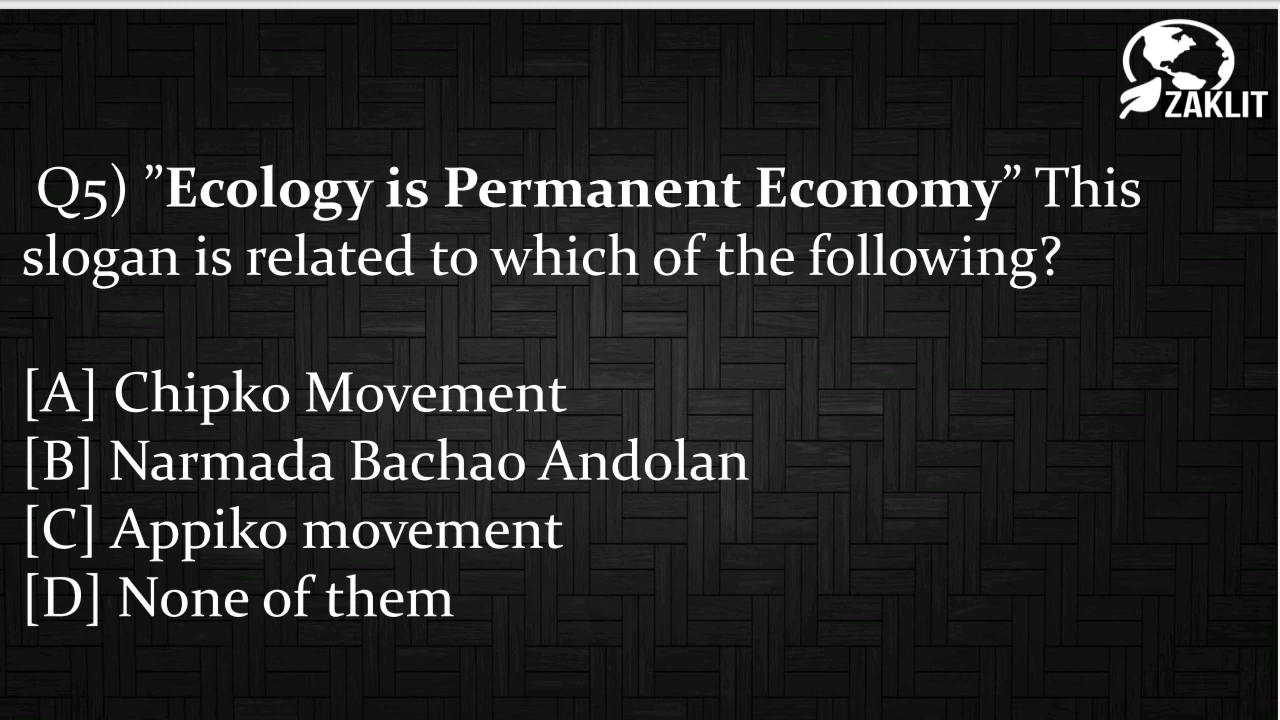 ZAKLIT
Q5) ”Ecology is Permanent Economy” This
slogan is related to which of the following?
[A] Chipko Movement
[B] Narmada Bachao Andolan
[C] Appiko movement
[D] None of them